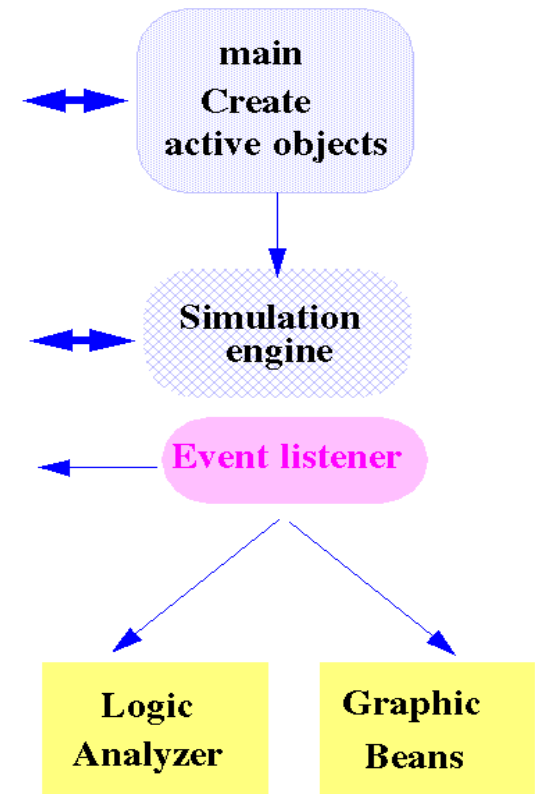 main
Create
active objects
Simulation
engine
Event listener
Logic
Analyzer
Graphic
Beans